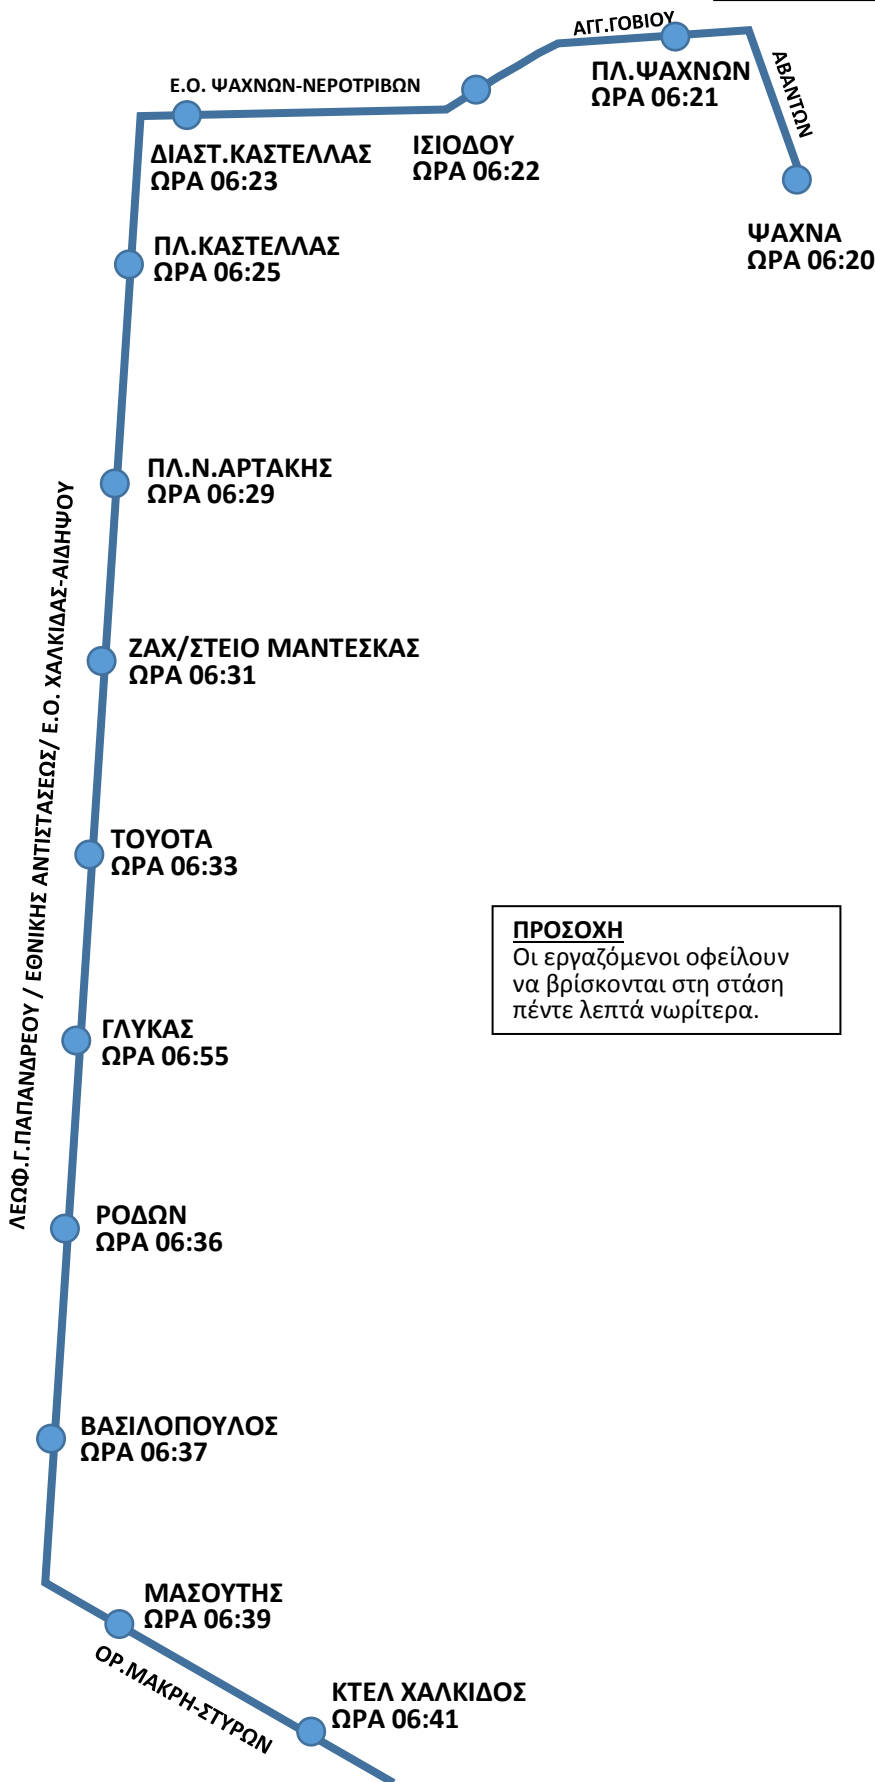 ΑΓΓ.ΓΟΒΙΟΥ
ΠΛ.ΨΑΧΝΩΝ
ΩΡΑ 06:21
ΑΒΑΝΤΩΝ
Ε.Ο. ΨΑΧΝΩΝ-ΝΕΡΟΤΡΙΒΩΝ
ΙΣΙΟΔΟΥ
ΩΡΑ 06:22
ΔΙΑΣΤ.ΚΑΣΤΕΛΛΑΣ
ΩΡΑ 06:23
ΨΑΧΝΑ
ΩΡΑ 06:20
ΠΛ.ΚΑΣΤΕΛΛΑΣ
ΩΡΑ 06:25
ΠΛ.Ν.ΑΡΤΑΚΗΣ
ΩΡΑ 06:29
ΛΕΩΦ.Γ.ΠΑΠΑΝΔΡΕΟΥ / ΕΘΝΙΚΗΣ ΑΝΤΙΣΤΑΣΕΩΣ/ Ε.Ο. ΧΑΛΚΙΔΑΣ-ΑΙΔΗΨΟΥ
ΖΑΧ/ΣΤΕΙΟ ΜΑΝΤΕΣΚΑΣ
ΩΡΑ 06:31
ΤΟΥΟΤΑ
ΩΡΑ 06:33
ΠΡΟΣΟΧΗ
Οι εργαζόμενοι οφείλουν
να βρίσκονται στη στάση
πέντε λεπτά νωρίτερα.
ΓΛΥΚΑΣ
ΩΡΑ 06:55
ΡΟΔΩΝ
ΩΡΑ 06:36
ΒΑΣΙΛΟΠΟΥΛΟΣ
ΩΡΑ 06:37
ΜΑΣΟΥΤΗΣ
ΩΡΑ 06:39
ΟΡ.ΜΑΚΡΗ-ΣΤΥΡΩΝ
ΚΤΕΛ ΧΑΛΚΙΔΟΣ
ΩΡΑ 06:41